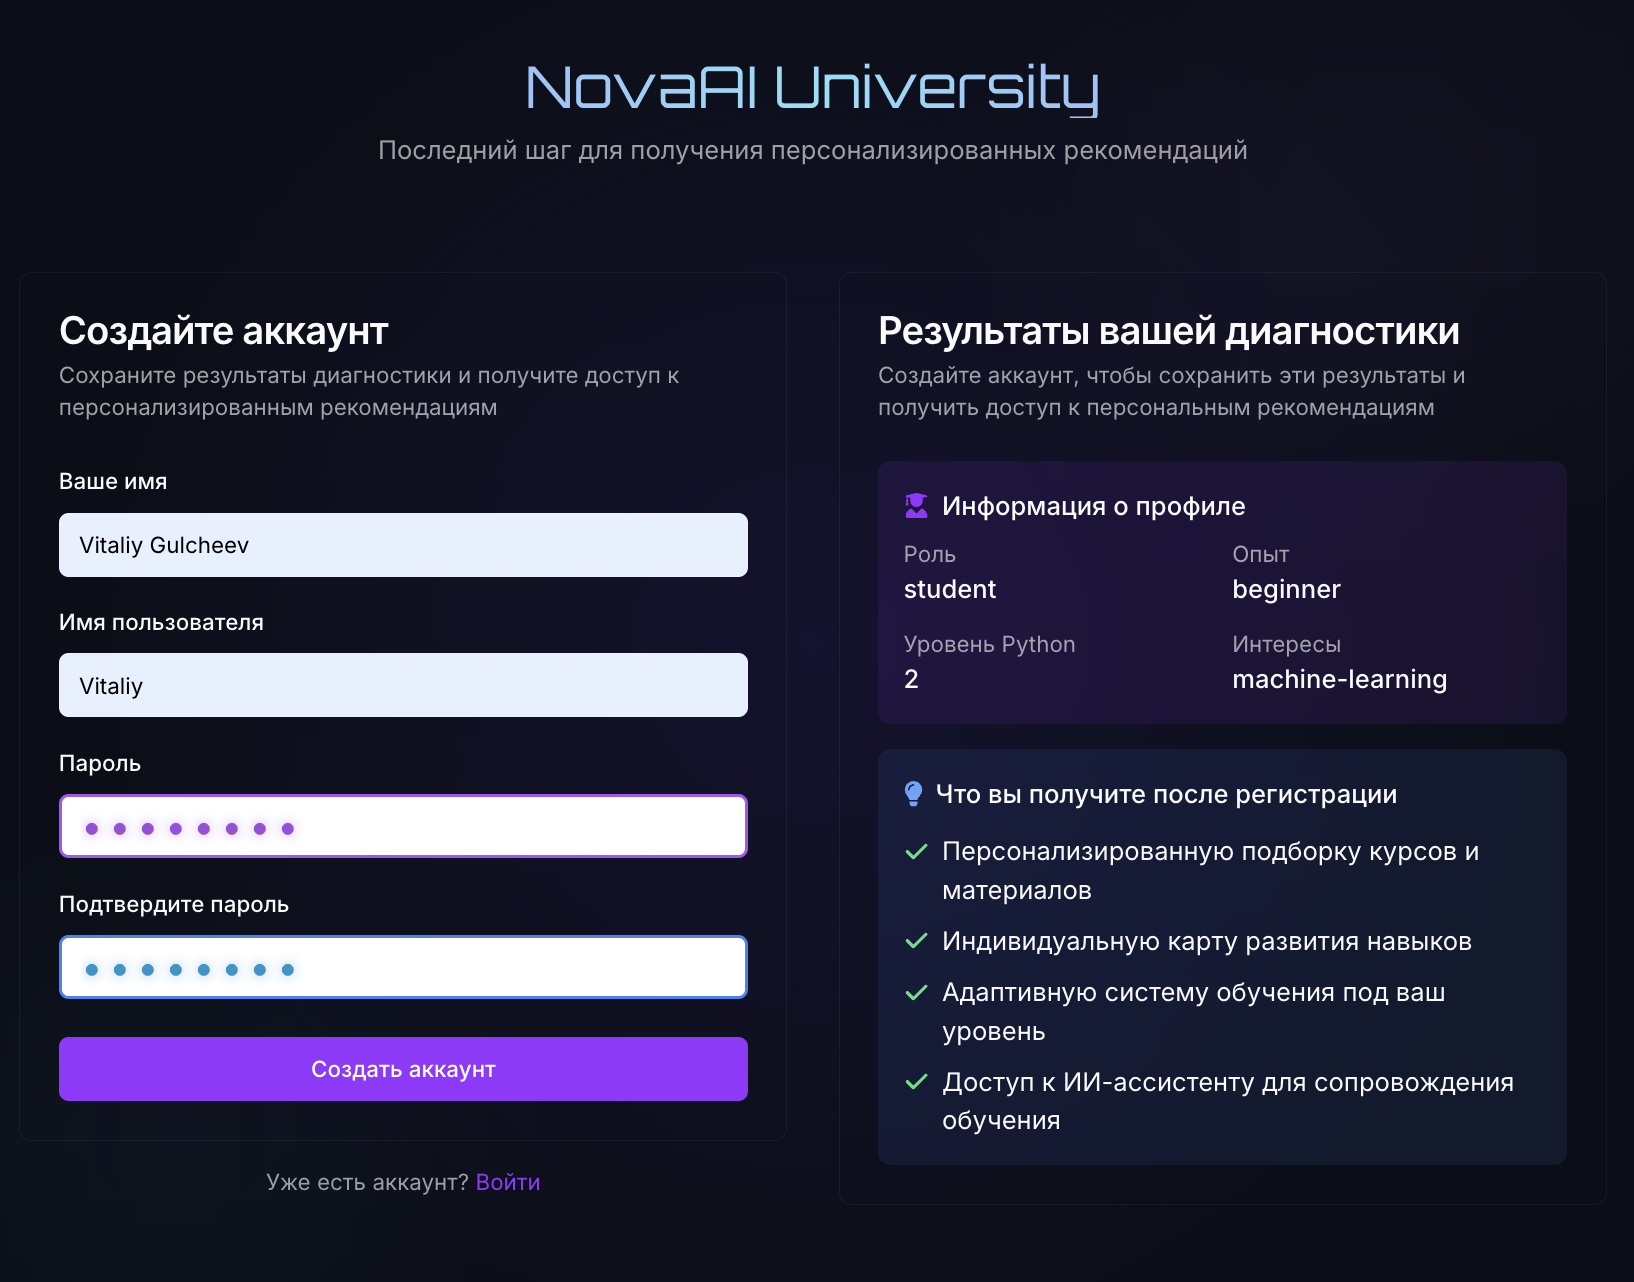 NovaAI University
Последний шаг для получения персонализированных рекомендаций
Создайте аккаунт
Сохраните результаты диагностики и получите доступ к
персонализированным рекомендациям
Ваше имя
Vitaliy Gulcheev
Имя пользователя
Vitaliy
Пароль
Подтвердите пароль
Создать аккаунт
Уже есть аккаунт? Войти
Результаты вашей диагностики
Создайте аккаунт, чтобы сохранить эти результаты и
получить доступ к персональным рекомендациям
Информация о профиле
Роль
student
Опыт
beginner
Уровень Python
2
Интересы
machine-learning
Что вы получите после регистрации
Персонализированную подборку курсов и
материалов
Индивидуальную карту развития навыков
Адаптивную систему обучения под ваш
уровень
Доступ к ИИ-ассистенту для сопровождения
обучения